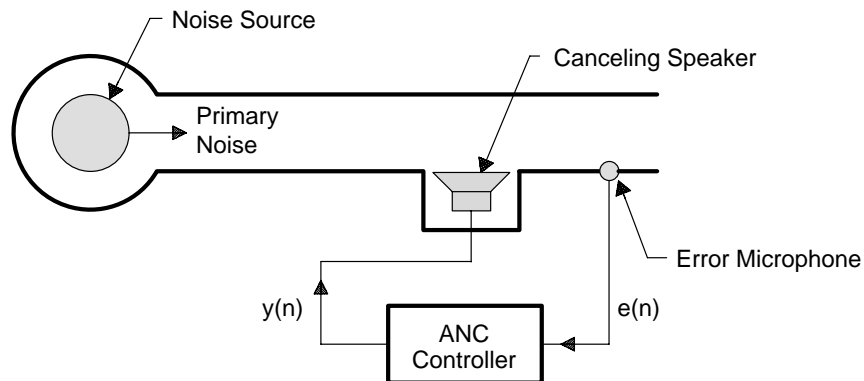 Noise Source
Canceling Speaker
Primary
Noise
Error Microphone
y(n)
e(n)
ANC
Controller